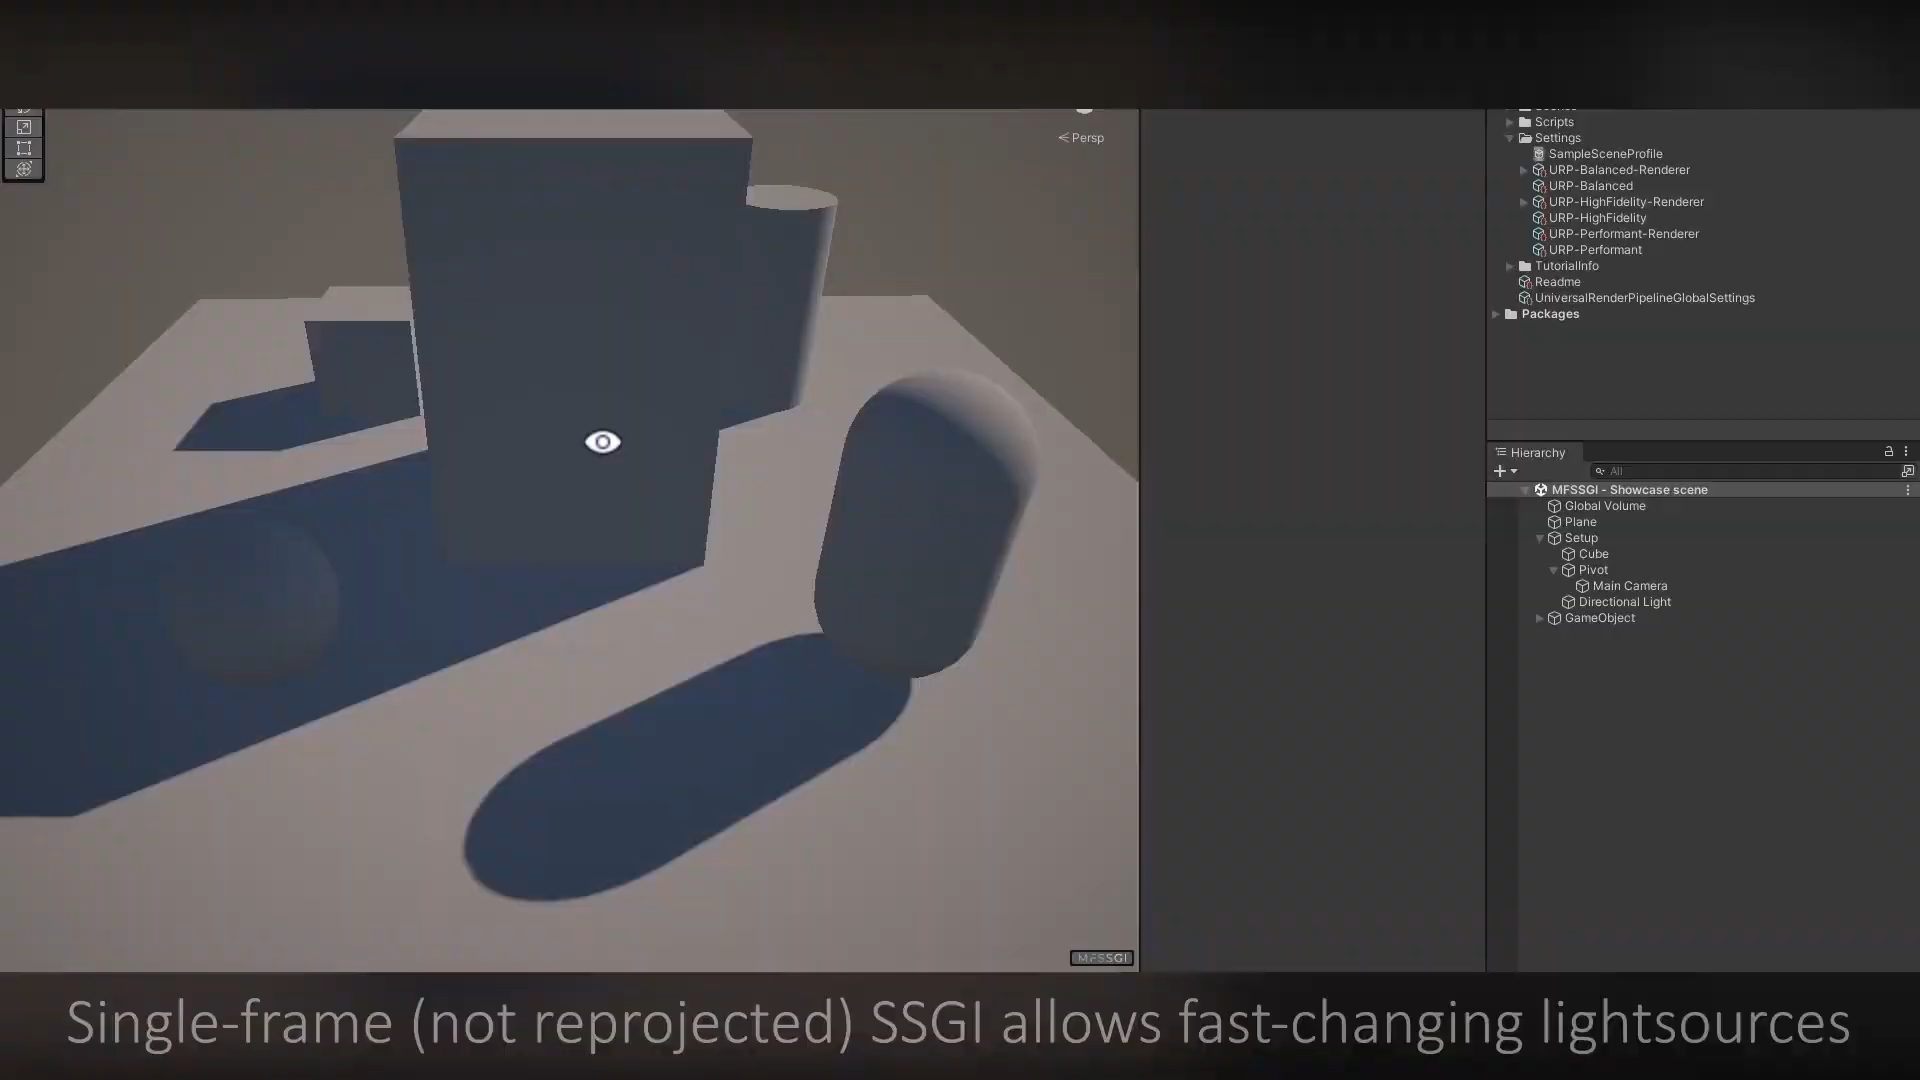 < Persp
Scripts
Settings
SampleSceneProfile
URP-Balanced-Renderer
URP-Balanced
URP-HighFidelity-Renderer
URP-HighFidelity
URP-Performant-Renderer
URP-Performant
TutorialInfo
Readme
UniversalRenderPipelineGlobalSettings
Packages
Hierarchy
All
MFSSGI - Showcase scene
Global Volume
Plane
Setup
Cube
Pivot
Main Camera
Directional Light
GameObject
MFSSGI
Single-frame (not reprojected) SSGI allows fast-changing lightsources